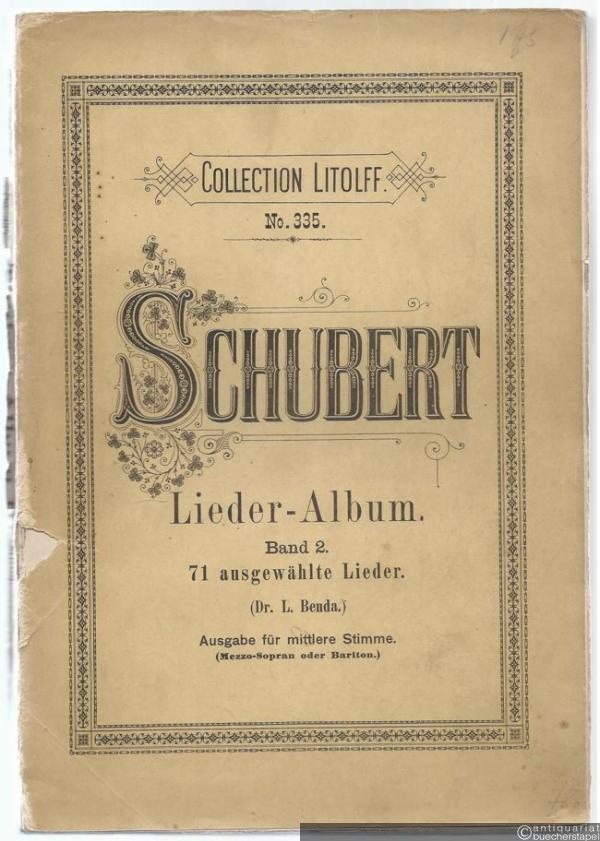 COLLECTION LITOLFF.
No. 335.
SCHUBERT
Lieder-Album.
Band 2.
71 ausgewählte Lieder.
(Dr. L. Benda.)
Ausgabe für mittlere Stimme.
(Mezzo-Sopran oder Bariton.)
©antiquariat
buecherstapel